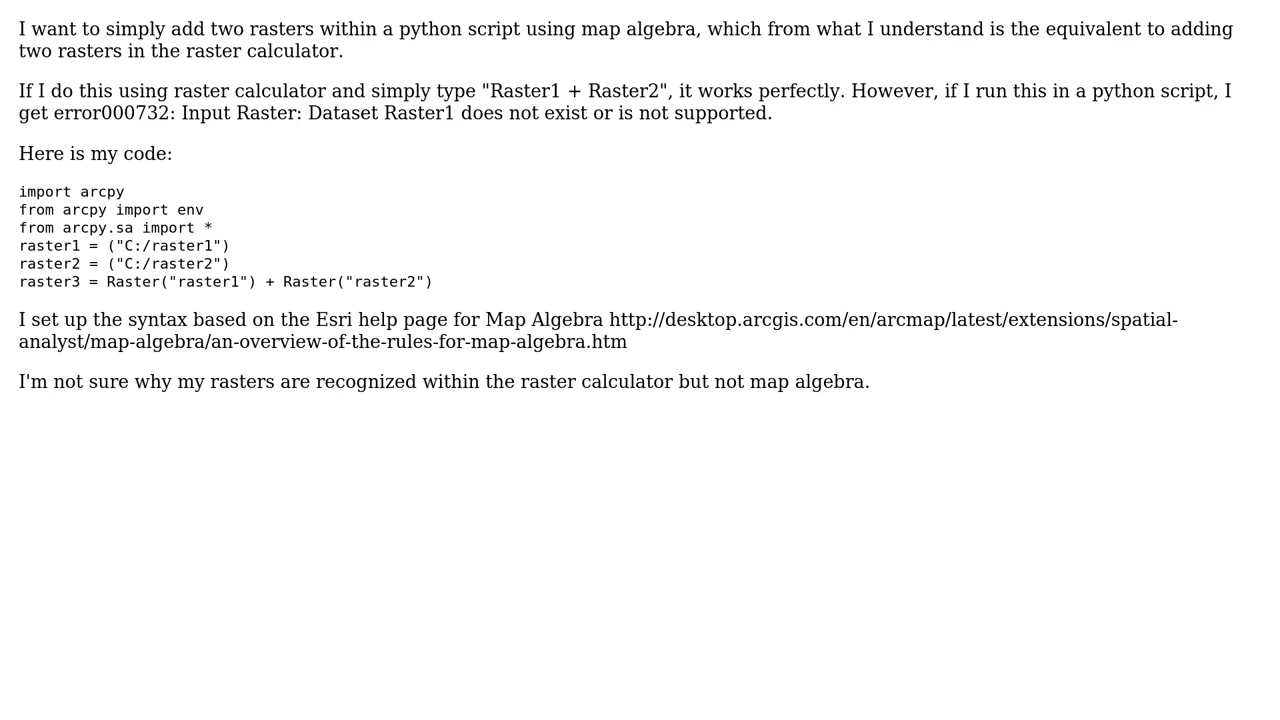 I want to simply add two rasters within a python script using map algebra, which from what I understand is the equivalent to adding
two rasters in the raster calculator.
If I do this using raster calculator and simply type "Raster1 + Raster2", it works perfectly. However, if I run this in a python script, I
get error000732: Input Raster: Dataset Raster1 does not exist or is not supported.
Here is my code:
import arcpy
from arcpy import env
from arcpy.sa import *
raster1 = ("C:/raster1")
raster2 = ("C:/raster2")
raster3 = Raster("raster1") + Raster("raster2")
I set up the syntax based on the Esri help page for Map Algebra http://desktop.arcgis.com/en/arcmap/latest/extensions/spatial-
analyst/map-algebra/an-overview-of-the-rules-for-map-algebra.htm
I'm not sure why my rasters are recognized within the raster calculator but not map algebra.